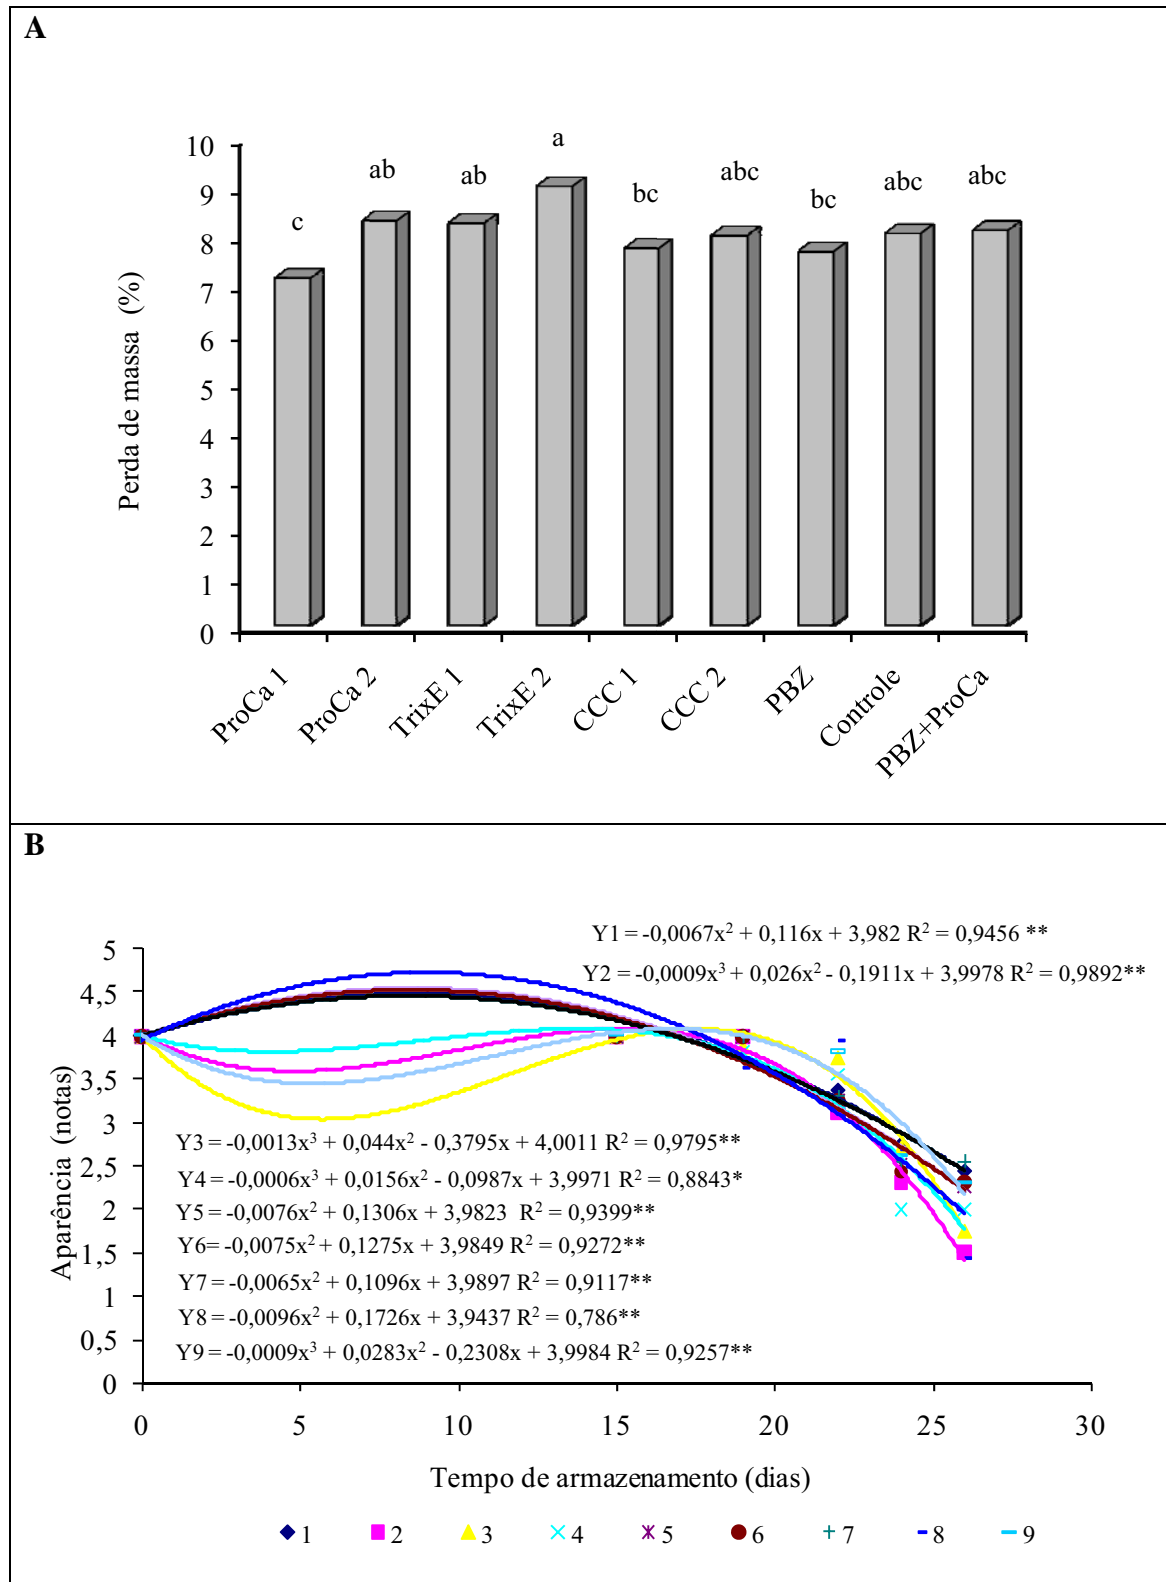 A
10
9
8
7
6
5
4
3
2
1
0
Perda de massa (%)
c
ab
ab
a
bc
abc
bc
abc
abc
ProCa 1
ProCa 2
TrixE 1
TrixE 2
CCC 1
CCC 2
PBZ
Controle
PBZ+ProCa
B
Y1 = -0,0067x² + 0,116x + 3,982 R² = 0,9456 **
Y2 = -0,0009x³ + 0,026x² - 0,1911x + 3,9978 R² = 0,9892**
5
4,5
4
3,5
3
2,5
2
1,5
1
0,5
0
Aparência (notas)
Y3 = -0,0013x³ + 0,044x² - 0,3795x + 4,0011 R² = 0,9795**
Y4 = -0,0006x³ + 0,0156x² - 0,0987x + 3,9971 R² = 0,8843*
Y5 = -0,0076x² + 0,1306x + 3,9823 R² = 0,9399**
Y6= -0,0075x² + 0,1275x + 3,9849 R² = 0,9272**
Y7 = -0,0065x² + 0,1096x + 3,9897 R² = 0,9117**
Y8 = -0,0096x² + 0,1726x + 3,9437 R² = 0,786**
Y9 = -0,0009x³ + 0,0283x² - 0,2308x + 3,9984 R² = 0,9257**
0 5 10 15 20 25 30
Tempo de armazenamento (dias)
1 2 3 4 5 6 7 8 9